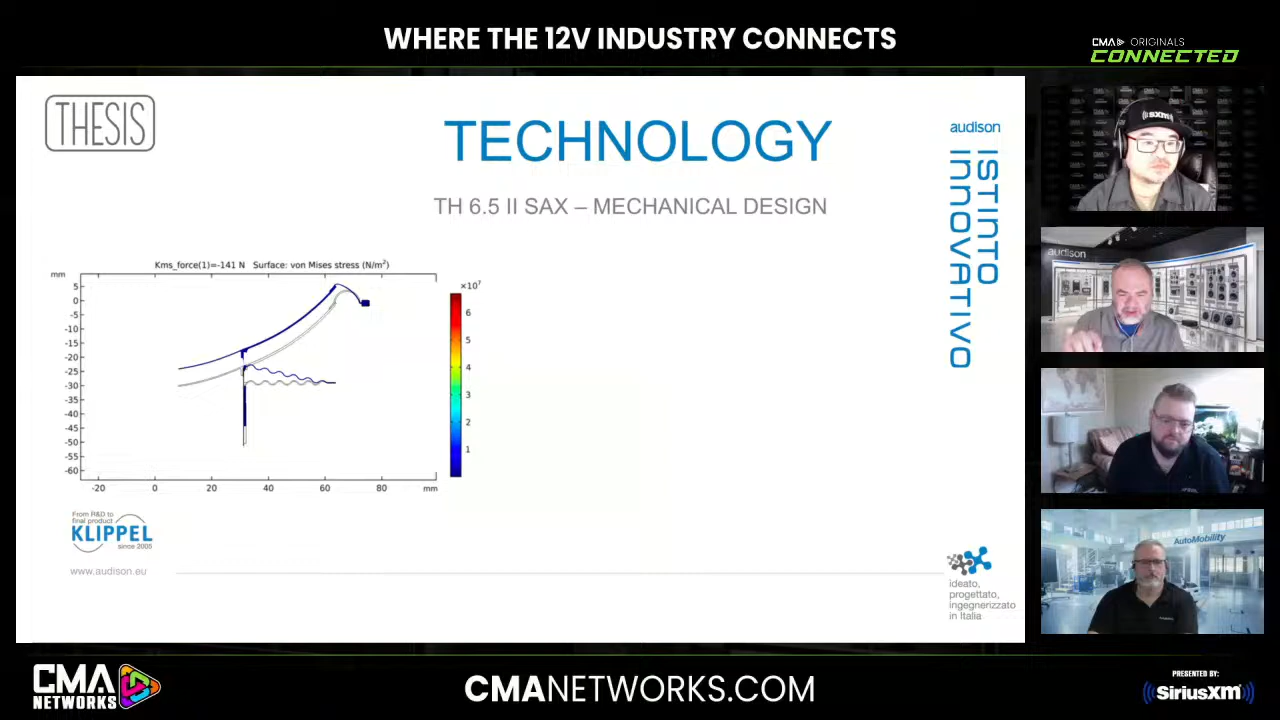 WHERE THE 12V INDUSTRY CONNECTS
CMA ORIGINALS
CONNECTED
THESIS
TECHNOLOGY
TH 6.5 II SAX – MECHANICAL DESIGN
audison
ISTINTO
INNOVATIVO
Kms_force(1)=-141 N Surface: von Mises stress (N/m²)
mm
×10⁷
5
0
-5
-10
-15
-20
-25
-30
-35
-40
-45
-50
-55
-60
-20
0
20
40
60
80
mm
6
5
4
3
2
1
From R&D to
final product
KLIPPEL
since 2005
www.audison.eu
ideato,
progettato,
ingegnerizzato
in Italia
SXM
audison
AutoMobility
CMA
NETWORKS
CMANETWORKS.COM
PRESENTED BY:
SiriusXM